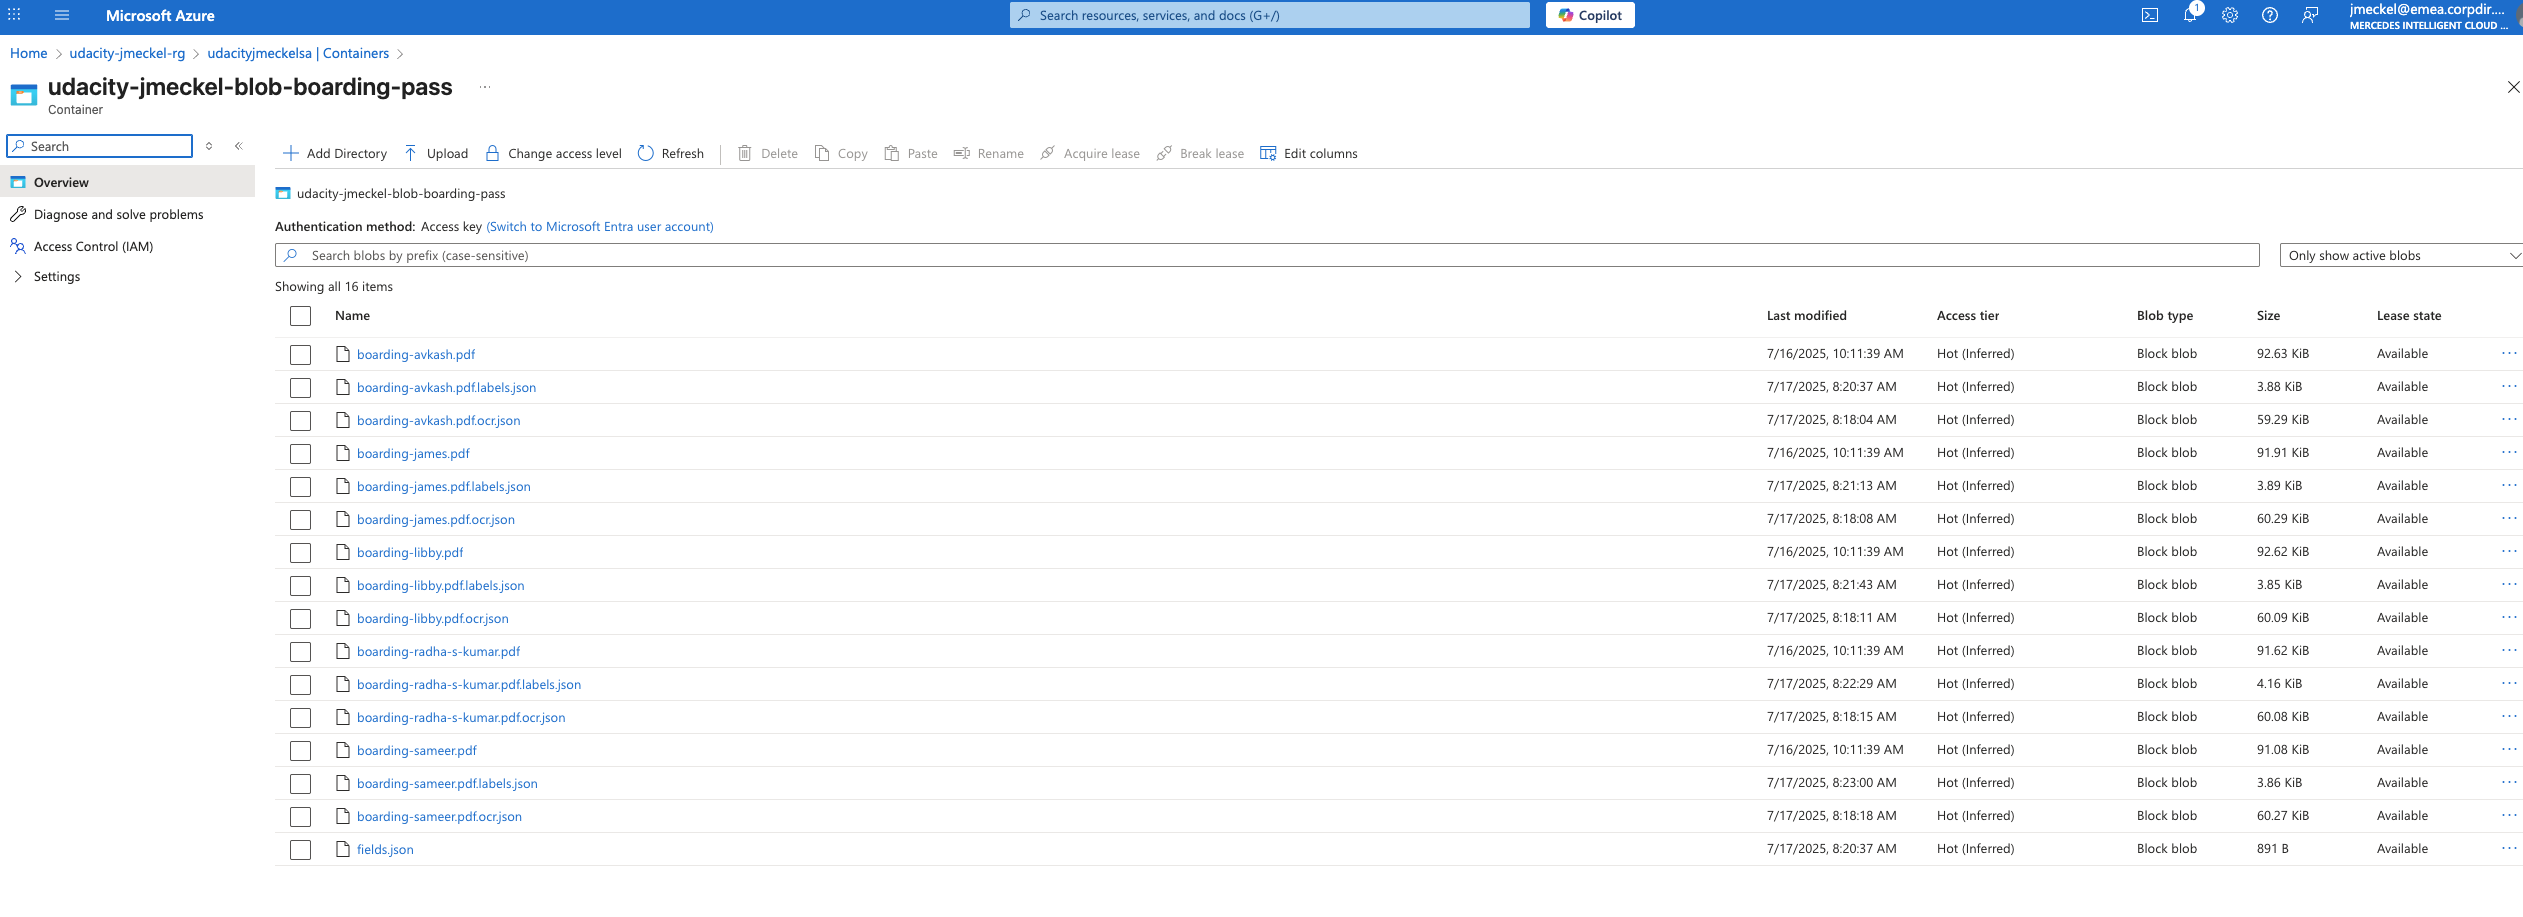 Microsoft Azure
Search resources, services, and docs (G+/)
Copilot
1
jmeckel@emea.corpdir....
MERCEDES INTELLIGENT CLOUD ...
Home > udacity-jmeckel-rg > udacityjmeckelsa | Containers >
udacity-jmeckel-blob-boarding-pass ...
Container
Search
Add Directory Upload Change access level Refresh Delete Copy Paste Rename Acquire lease Break lease Edit columns
Overview
Diagnose and solve problems
Access Control (IAM)
Settings
udacity-jmeckel-blob-boarding-pass
Authentication method: Access key (Switch to Microsoft Entra user account)
Search blobs by prefix (case-sensitive)
Only show active blobs
Showing all 16 items
Name Last modified Access tier Blob type Size Lease state
boarding-avkash.pdf 7/16/2025, 10:11:39 AM Hot (Inferred) Block blob 92.63 KiB Available ...
boarding-avkash.pdf.labels.json 7/17/2025, 8:20:37 AM Hot (Inferred) Block blob 3.88 KiB Available ...
boarding-avkash.pdf.ocr.json 7/17/2025, 8:18:04 AM Hot (Inferred) Block blob 59.29 KiB Available ...
boarding-james.pdf 7/16/2025, 10:11:39 AM Hot (Inferred) Block blob 91.91 KiB Available ...
boarding-james.pdf.labels.json 7/17/2025, 8:21:13 AM Hot (Inferred) Block blob 3.89 KiB Available ...
boarding-james.pdf.ocr.json 7/17/2025, 8:18:08 AM Hot (Inferred) Block blob 60.29 KiB Available ...
boarding-libby.pdf 7/16/2025, 10:11:39 AM Hot (Inferred) Block blob 92.62 KiB Available ...
boarding-libby.pdf.labels.json 7/17/2025, 8:21:43 AM Hot (Inferred) Block blob 3.85 KiB Available ...
boarding-libby.pdf.ocr.json 7/17/2025, 8:18:11 AM Hot (Inferred) Block blob 60.09 KiB Available ...
boarding-radha-s-kumar.pdf 7/16/2025, 10:11:39 AM Hot (Inferred) Block blob 91.62 KiB Available ...
boarding-radha-s-kumar.pdf.labels.json 7/17/2025, 8:22:29 AM Hot (Inferred) Block blob 4.16 KiB Available ...
boarding-radha-s-kumar.pdf.ocr.json 7/17/2025, 8:18:15 AM Hot (Inferred) Block blob 60.08 KiB Available ...
boarding-sameer.pdf 7/16/2025, 10:11:39 AM Hot (Inferred) Block blob 91.08 KiB Available ...
boarding-sameer.pdf.labels.json 7/17/2025, 8:23:00 AM Hot (Inferred) Block blob 3.86 KiB Available ...
boarding-sameer.pdf.ocr.json 7/17/2025, 8:18:18 AM Hot (Inferred) Block blob 60.27 KiB Available ...
fields.json 7/17/2025, 8:20:37 AM Hot (Inferred) Block blob 891 B Available ...